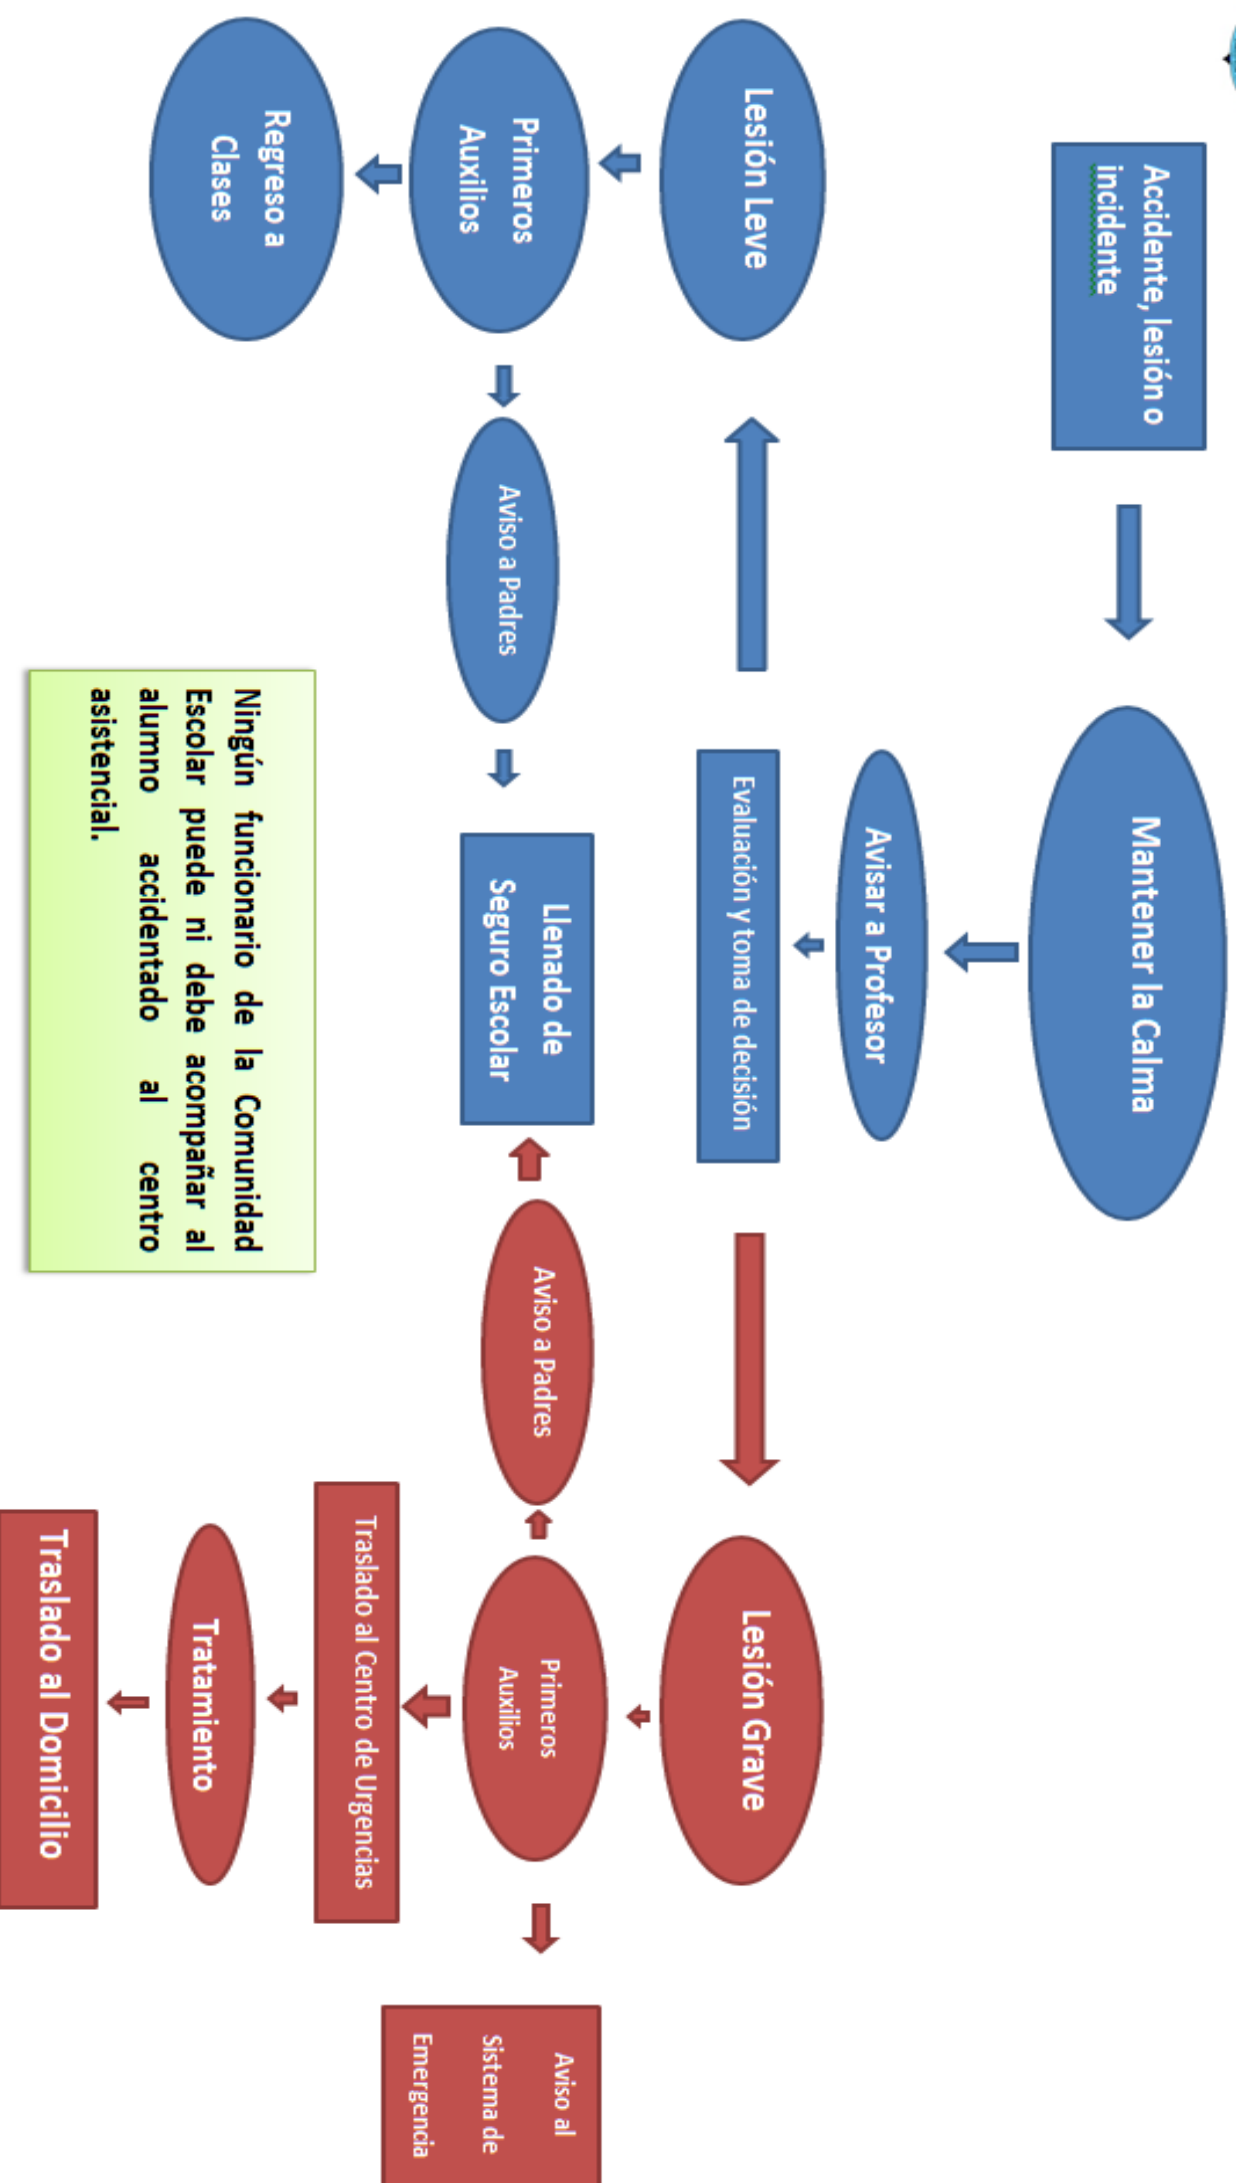 Accidente, lesión o
incidente
Mantener la Calma
Avisar a Profesor
Evaluación y toma de decisión
Lesión Leve
Lesión Grave
Primeros
Auxilios
Aviso a Padres
Llenado de
Seguro Escolar
Aviso a Padres
Primeros
Auxilios
Aviso al
Sistema de
Emergencia
Regreso a
Clases
Traslado al Centro de Urgencias
Tratamiento
Traslado al Domicilio
Ningún funcionario de la Comunidad
Escolar puede ni debe acompañar al
alumno accidentado al centro
asistencial.